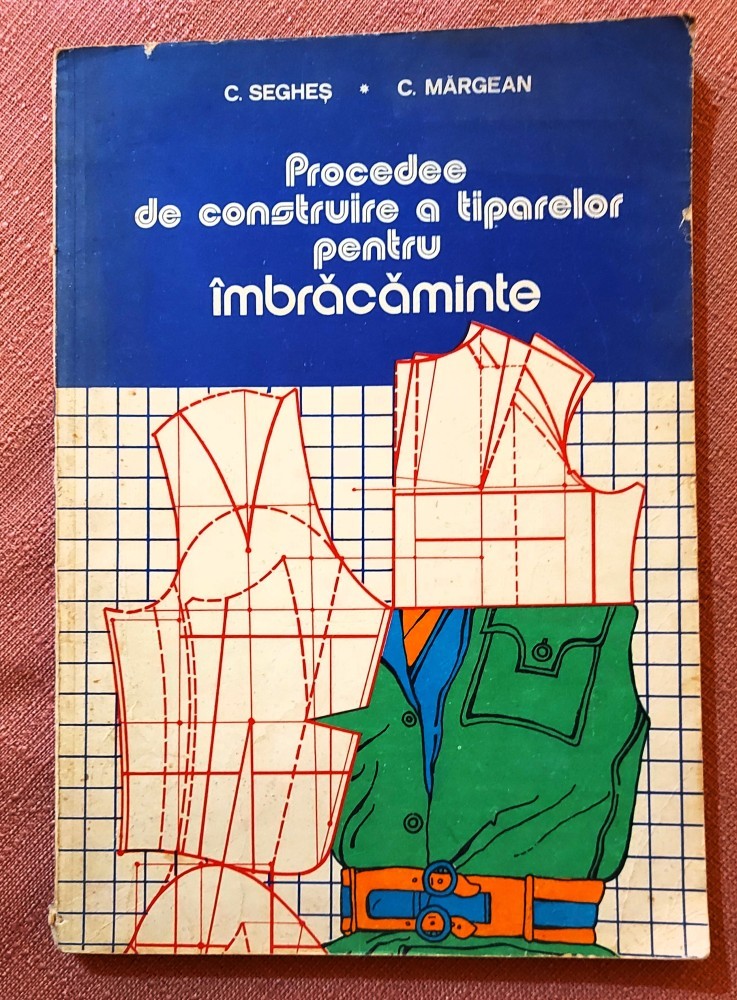 C. SEGHEȘ * C. MĂRGEAN
Procedee
de construire a tiparelor
pentru
îmbrăcăminte